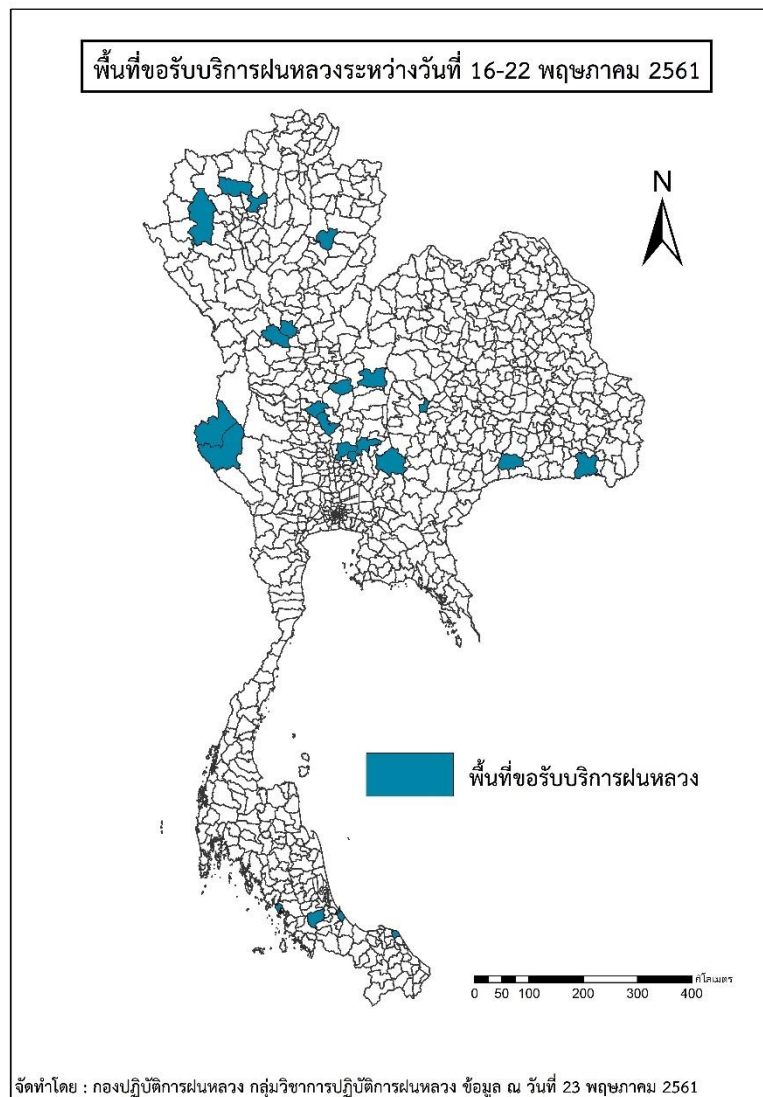 พื้นที่ขอรับบริการฝนหลวงระหว่างวันที่ 16-22 พฤษภาคม 2561
N
พื้นที่ขอรับบริการฝนหลวง
กิโลเมตร
0 50 100 200 300 400
จัดทำโดย : กองปฏิบัติการฝนหลวง กลุ่มวิชาการปฏิบัติการฝนหลวง ข้อมูล ณ วันที่ 23 พฤษภาคม 2561